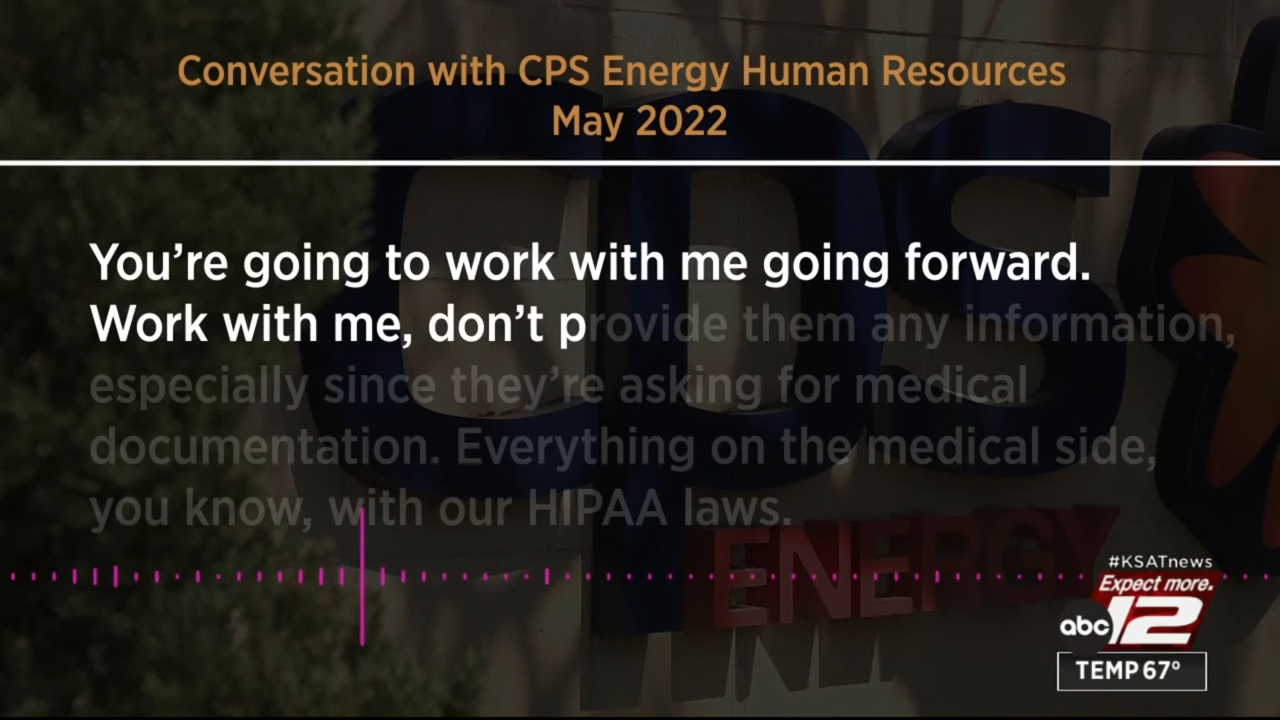 Conversation with CPS Energy Human Resources
May 2022
You’re going to work with me going forward.
Work with me, don’t provide them any information,
especially since they’re asking for medical
documentation. Everything on the medical side,
you know, with our HIPAA laws.
cps
ENERGY
#KSATnews
Expect more.
abc 12
TEMP 67°